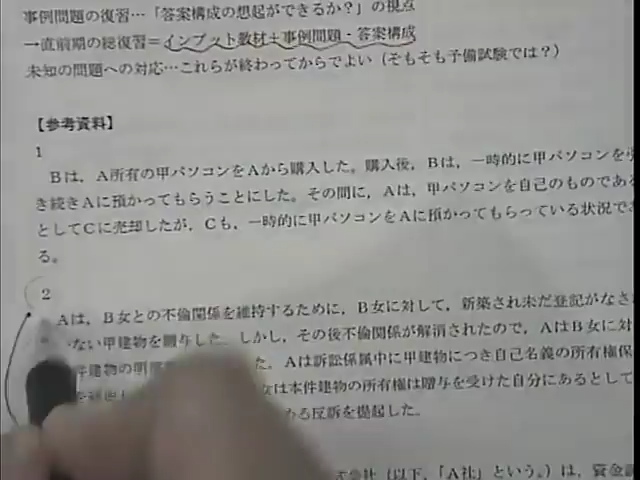 事例問題の復習…「答案構成の想起ができるか?」の視点
→直前期の総復習=インプット教材+事例問題・答案構成
未知の問題への対応…これらが終わってからでよい(そもそも予備試験では?)
【参考資料】
1
Bは,A所有の甲パソコンをAから購入した。購入後,Bは,一時的に甲パソコンを
き続きAに預かってもらうことにした。その間に,Aは,甲パソコンを自己のものである
としてCに売却したが,Cも,一時的に甲パソコンをAに預かってもらっている状況で
る。
2
Aは,B女との不倫関係を維持するために,B女に対して,新築され未だ登記がなさ
ない甲建物を贈与した。しかし,その後不倫関係が解消されたので,AはB女に対
件建物の明 た。Aは訴訟係属中に甲建物につき自己名義の所有権保
女は本件建物の所有権は贈与を受けた自分にあるとして
める反訴を提起した。
式会社(以下,「A社」という。)は,資金